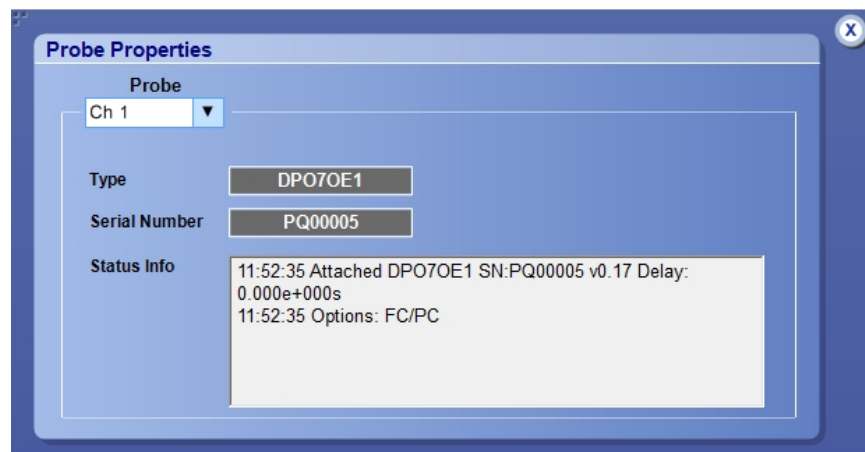 X
Probe Properties
Probe
Ch 1
Type
DPO7OE1
Serial Number
PQ00005
Status Info
11:52:35 Attached DPO7OE1 SN:PQ00005 v0.17 Delay:
0.000e+000s
11:52:35 Options: FC/PC